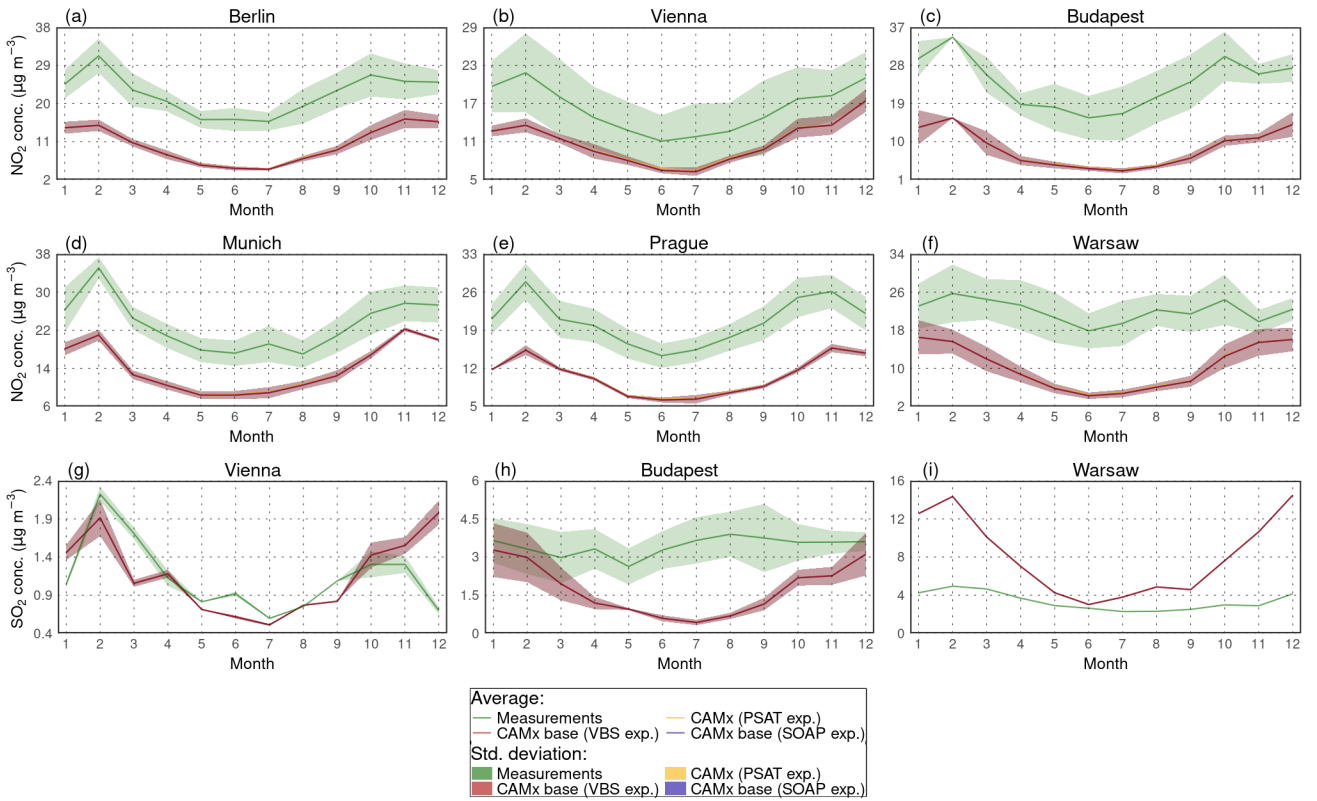 (a) Berlin
(b) Vienna
(c) Budapest
NO2 conc. (µg m−3)
38
29
20
11
2
1 2 3 4 5 6 7 8 9 10 11 12
Month
29
23
17
11
5
1 2 3 4 5 6 7 8 9 10 11 12
Month
37
28
19
10
1
1 2 3 4 5 6 7 8 9 10 11 12
Month
(d) Munich
(e) Prague
(f) Warsaw
NO2 conc. (µg m−3)
38
30
22
14
6
1 2 3 4 5 6 7 8 9 10 11 12
Month
33
26
19
12
5
1 2 3 4 5 6 7 8 9 10 11 12
Month
34
26
18
10
2
1 2 3 4 5 6 7 8 9 10 11 12
Month
(g) Vienna
(h) Budapest
(i) Warsaw
SO2 conc. (µg m−3)
2.4
1.9
1.4
0.9
0.4
1 2 3 4 5 6 7 8 9 10 11 12
Month
6
4.5
3
1.5
0
1 2 3 4 5 6 7 8 9 10 11 12
Month
16
12
8
4
0
1 2 3 4 5 6 7 8 9 10 11 12
Month
Average:
Measurements CAMx (PSAT exp.)
CAMx base (VBS exp.) CAMx base (SOAP exp.)
Std. deviation:
Measurements CAMx (PSAT exp.)
CAMx base (VBS exp.) CAMx base (SOAP exp.)